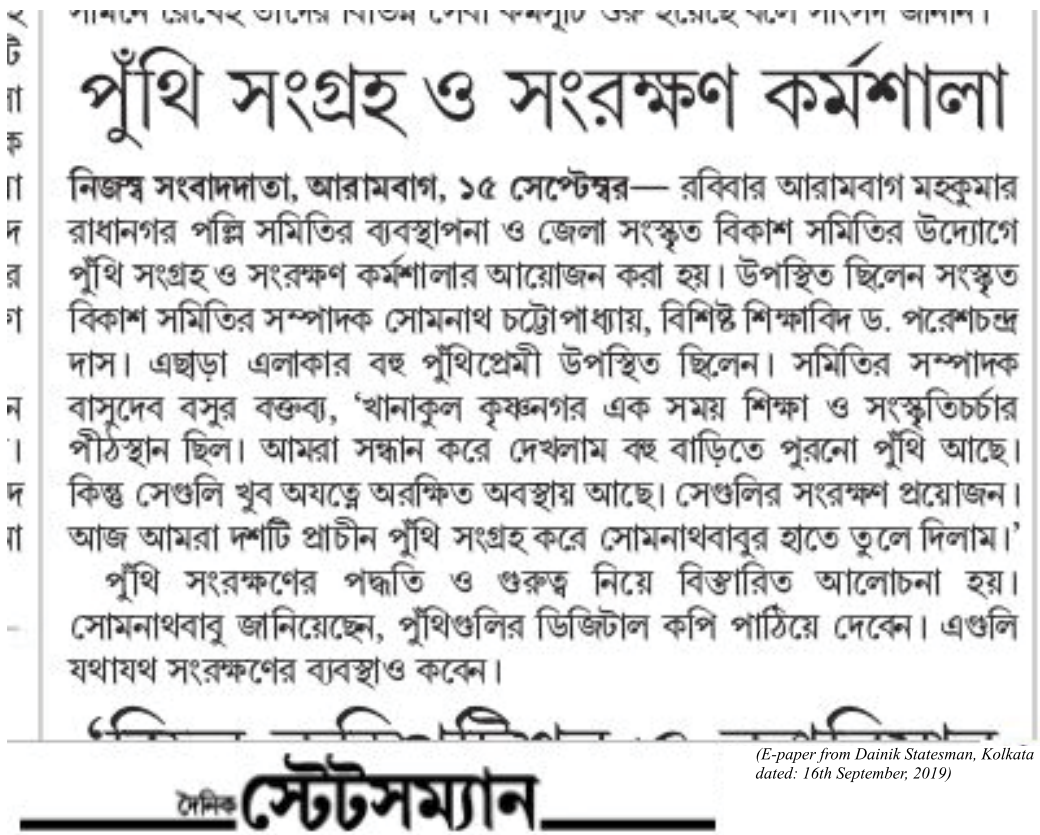 পুঁথি সংগ্রহ ও সংরক্ষণ কর্মশালা
নিজস্ব সংবাদদাতা, আরামবাগ, ১৫ সেপ্টেম্বর— রবিবার আরামবাগ মহকুমার
রাধানগর পল্লি সমিতির ব্যবস্থাপনা ও জেলা সংস্কৃত বিকাশ সমিতির উদ্যোগে
পুঁথি সংগ্রহ ও সংরক্ষণ কর্মশালার আয়োজন করা হয়। উপস্থিত ছিলেন সংস্কৃত
বিকাশ সমিতির সম্পাদক সোমনাথ চট্টোপাধ্যায়, বিশিষ্ট শিক্ষাবিদ ড. পরেশচন্দ্র
দাস। এছাড়া এলাকার বহু পুঁথিপ্রেমী উপস্থিত ছিলেন। সমিতির সম্পাদক
বাসুদেব বসুর বক্তব্য, ‘খানাকুল কৃষ্ণনগর এক সময় শিক্ষা ও সংস্কৃতিচর্চার
পীঠস্থান ছিল। আমরা সন্ধান করে দেখলাম বহু বাড়িতে পুরনো পুঁথি আছে।
কিন্তু সেগুলি খুব অযত্নে অরক্ষিত অবস্থায় আছে। সেগুলির সংরক্ষণ প্রয়োজন।
আজ আমরা দশটি প্রাচীন পুঁথি সংগ্রহ করে সোমনাথবাবুর হাতে তুলে দিলাম।’
পুঁথি সংরক্ষণের পদ্ধতি ও গুরুত্ব নিয়ে বিস্তারিত আলোচনা হয়।
সোমনাথবাবু জানিয়েছেন, পুঁথিগুলির ডিজিটাল কপি পাঠিয়ে দেবেন। এগুলি
যথাযথ সংরক্ষণের ব্যবস্থাও করেন।
(E-paper from Dainik Statesman, Kolkata
dated: 16th September, 2019)
দৈনিক স্টেটসম্যান